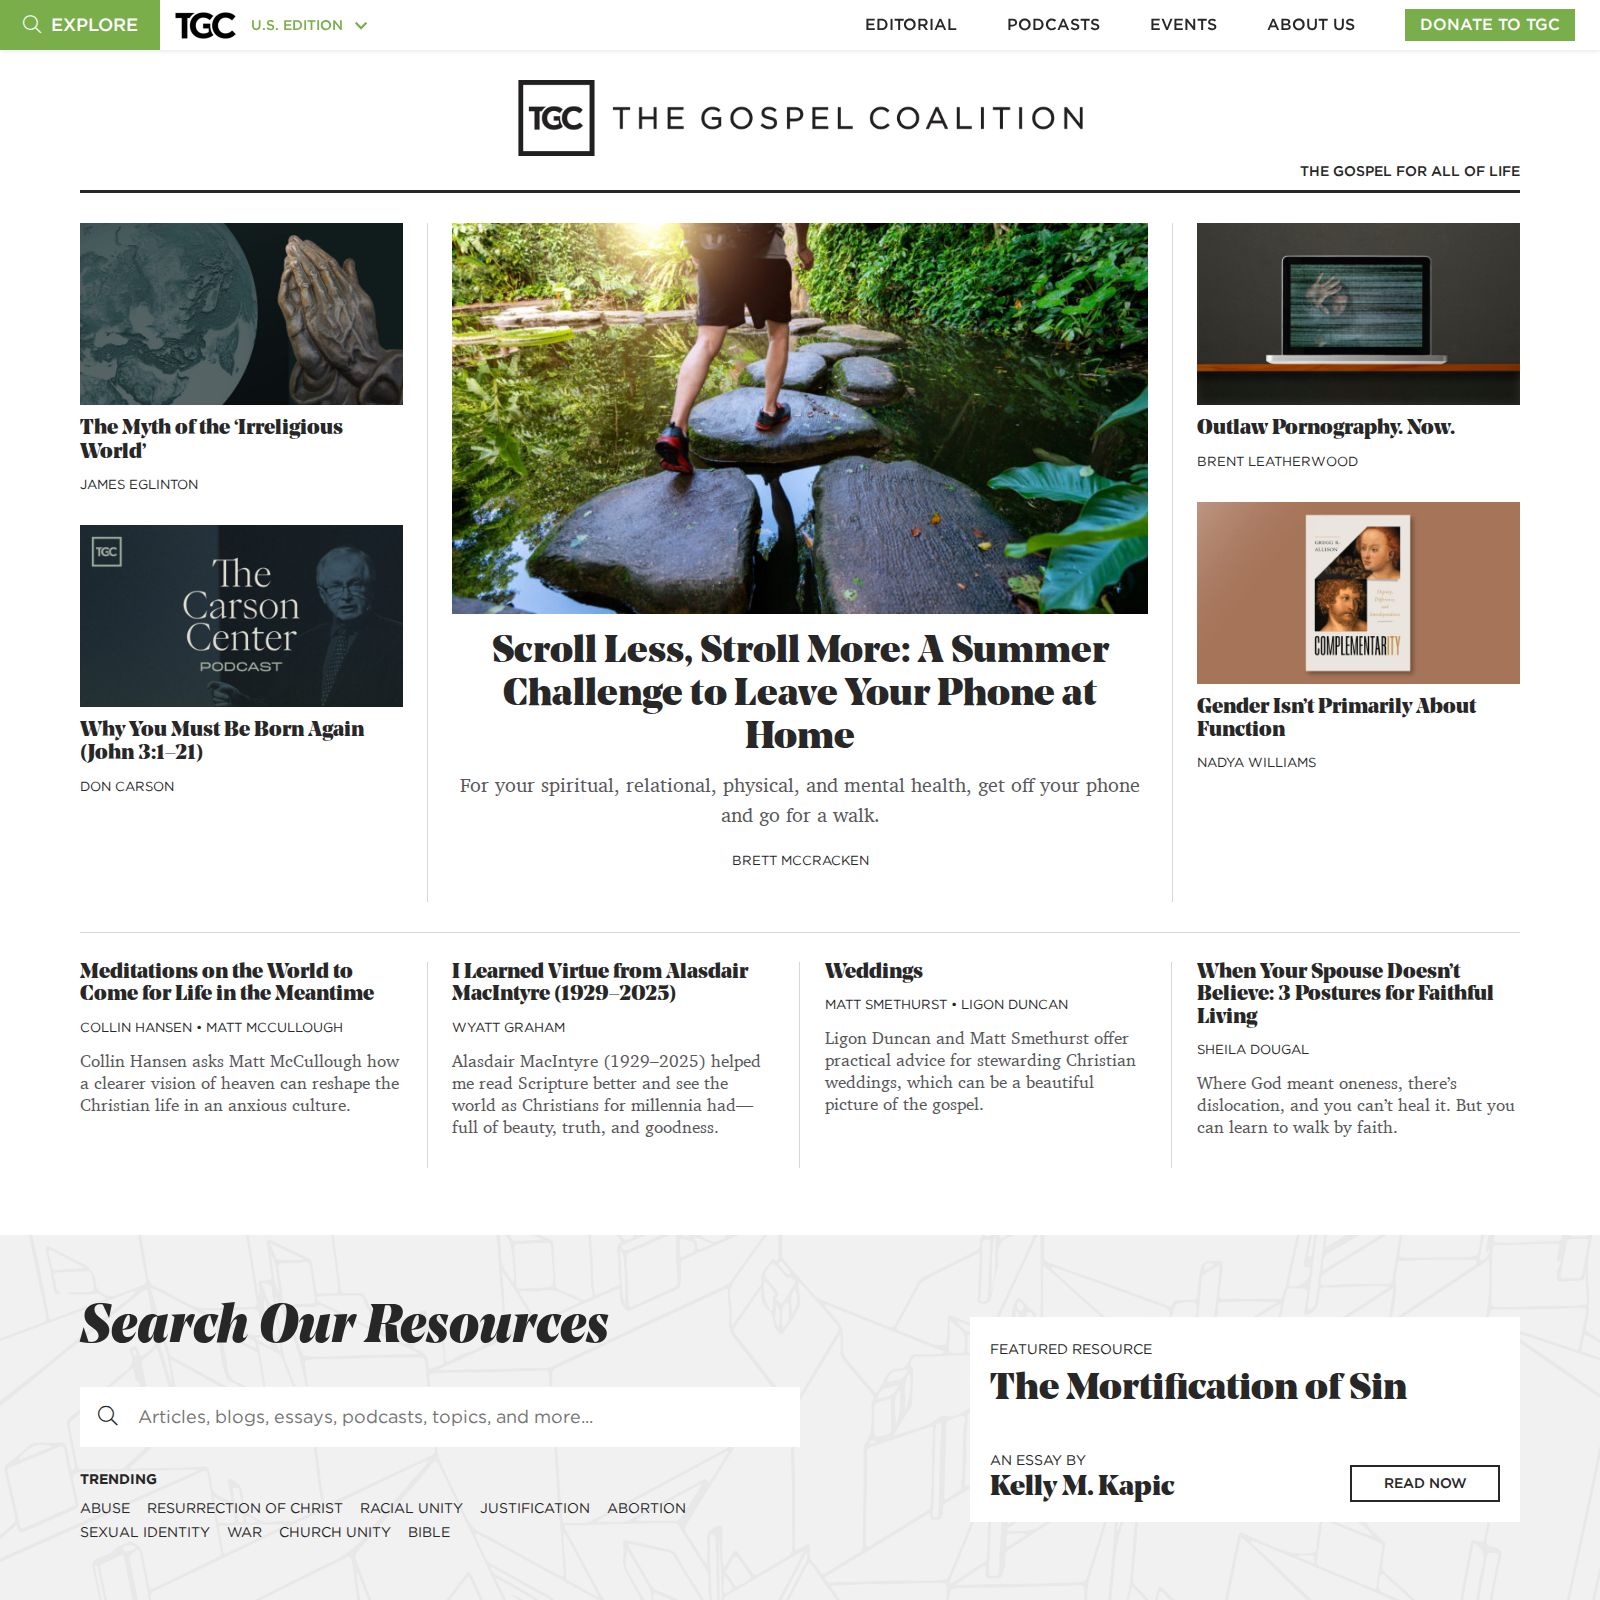 EXPLORE
TGC
U.S. EDITION
EDITORIAL
PODCASTS
EVENTS
ABOUT US
DONATE TO TGC
TGC THE GOSPEL COALITION
THE GOSPEL FOR ALL OF LIFE
The Myth of the ‘Irreligious
World’
JAMES EGLINTON
TGC
The
Carson
Center
PODCAST
Why You Must Be Born Again
(John 3:1–21)
DON CARSON
Scroll Less, Stroll More: A Summer
Challenge to Leave Your Phone at
Home
For your spiritual, relational, physical, and mental health, get off your phone
and go for a walk.
BRETT MCCRACKEN
Outlaw Pornography. Now.
BRENT LEATHERWOOD
GREGG R.
ALLISON
COMPLEMENTARITY
Gender Isn’t Primarily About
Function
NADYA WILLIAMS
Meditations on the World to
Come for Life in the Meantime
COLLIN HANSEN • MATT MCCULLOUGH
Collin Hansen asks Matt McCullough how
a clearer vision of heaven can reshape the
Christian life in an anxious culture.
I Learned Virtue from Alasdair
MacIntyre (1929–2025)
WYATT GRAHAM
Alasdair MacIntyre (1929–2025) helped
me read Scripture better and see the
world as Christians for millennia had—
full of beauty, truth, and goodness.
Weddings
MATT SMETHURST • LIGON DUNCAN
Ligon Duncan and Matt Smethurst offer
practical advice for stewarding Christian
weddings, which can be a beautiful
picture of the gospel.
When Your Spouse Doesn’t
Believe: 3 Postures for Faithful
Living
SHEILA DOUGAL
Where God meant oneness, there’s
dislocation, and you can’t heal it. But you
can learn to walk by faith.
Search Our Resources
Articles, blogs, essays, podcasts, topics, and more...
TRENDING
ABUSE RESURRECTION OF CHRIST RACIAL UNITY JUSTIFICATION ABORTION
SEXUAL IDENTITY WAR CHURCH UNITY BIBLE
FEATURED RESOURCE
The Mortification of Sin
AN ESSAY BY
Kelly M. Kapic
READ NOW